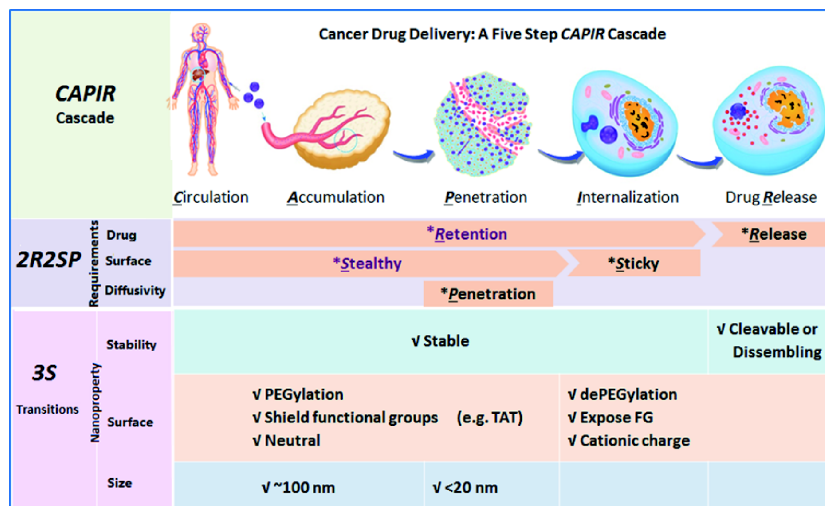 Cancer Drug Delivery: A Five Step CAPIR Cascade
CAPIR
Cascade
Circulation
Accumulation
Penetration
Internalization
Drug Release
2R2SP
Requirements
Drug
*Retention
*Release
Surface
*Stealthy
*Sticky
Diffusivity
*Penetration
3S
Transitions
Nanoproperty
Stability
√ Stable
√ Cleavable or
Dissembling
Surface
√ PEGylation
√ Shield functional groups (e.g. TAT)
√ Neutral
√ dePEGylation
√ Expose FG
√ Cationic charge
Size
√ ~100 nm
√ <20 nm